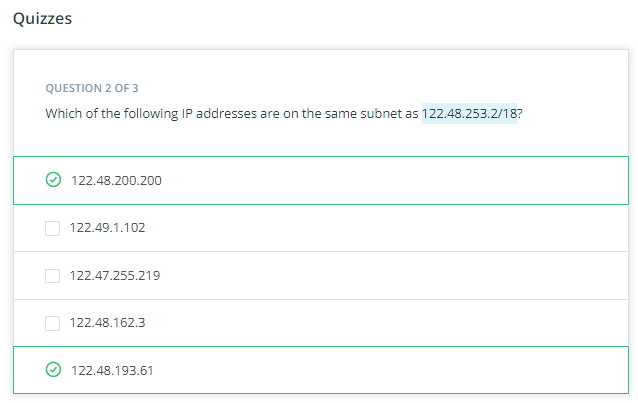 Quizzes
QUESTION 2 OF 3
Which of the following IP addresses are on the same subnet as 122.48.253.2/18?
122.48.200.200
122.49.1.102
122.47.255.219
122.48.162.3
122.48.193.61